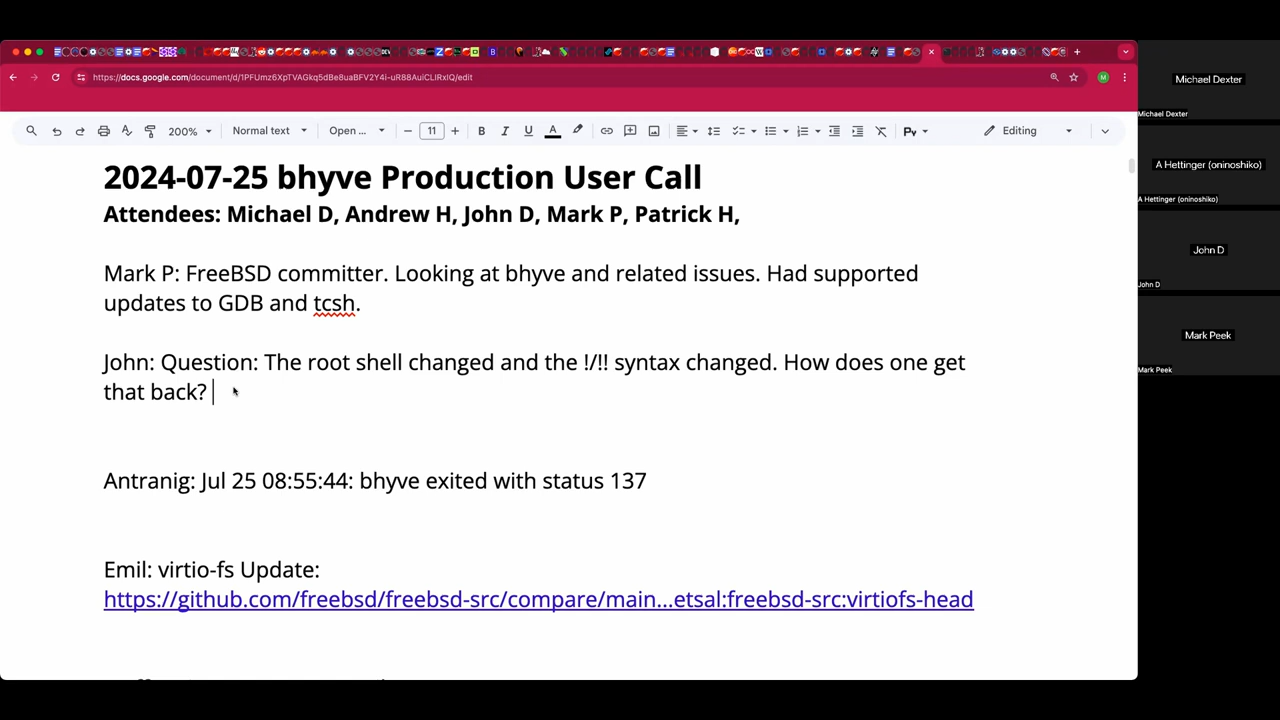 https://docs.google.com/document/d/1PFUmz6XpTVAGkq5dBe8uaBFV2Y4i-uR88AuiCLlRxIQ/edit
200%
Normal text
Open ...
11
Editing
2024-07-25 bhyve Production User Call
Attendees: Michael D, Andrew H, John D, Mark P, Patrick H,
Mark P: FreeBSD committer. Looking at bhyve and related issues. Had supported
updates to GDB and tcsh.
John: Question: The root shell changed and the !/!! syntax changed. How does one get
that back?
Antranig: Jul 25 08:55:44: bhyve exited with status 137
Emil: virtio-fs Update:
https://github.com/freebsd/freebsd-src/compare/main...etsal:freebsd-src:virtiofs-head
Michael Dexter
Michael Dexter
A Hettinger (oninoshiko)
A Hettinger (oninoshiko)
John D
John D
Mark Peek
Mark Peek